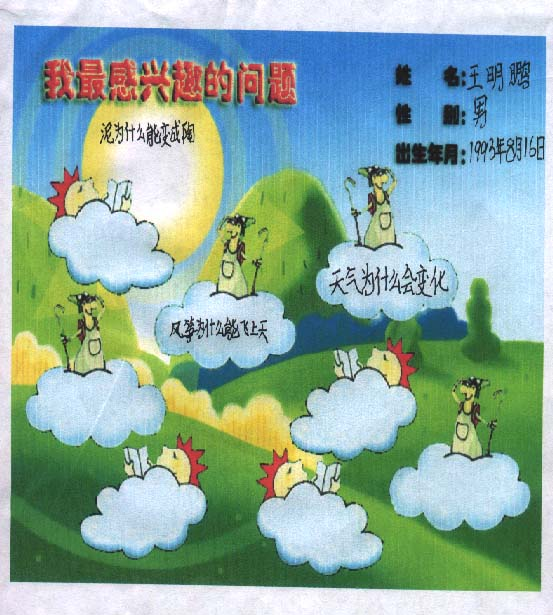 我最感兴趣的问题
姓 名:王明鹏
性 别:男
出生年月:1993年8月16日
泥为什么能变成陶
天气为什么会变化
风筝为什么能飞上天